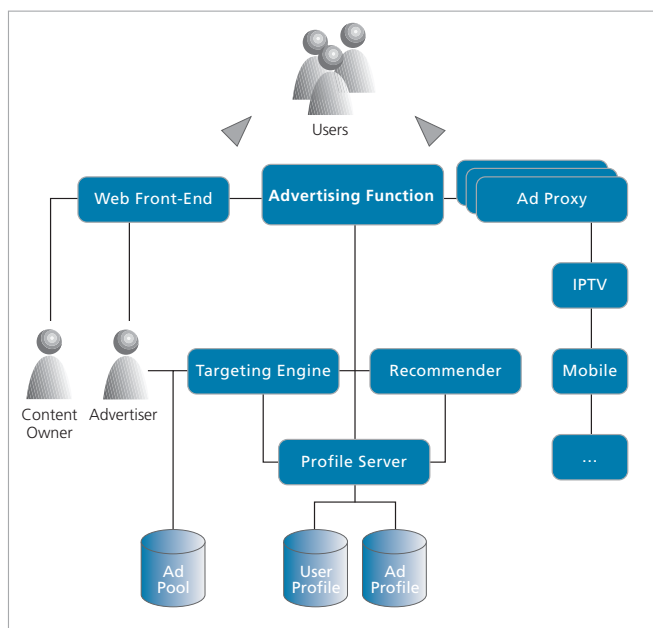 Users
Web Front-End
Advertising Function
Ad Proxy
IPTV
Targeting Engine
Recommender
Mobile
Content
Owner
Advertiser
Profile Server
...
Ad
Pool
User
Profile
Ad
Profile